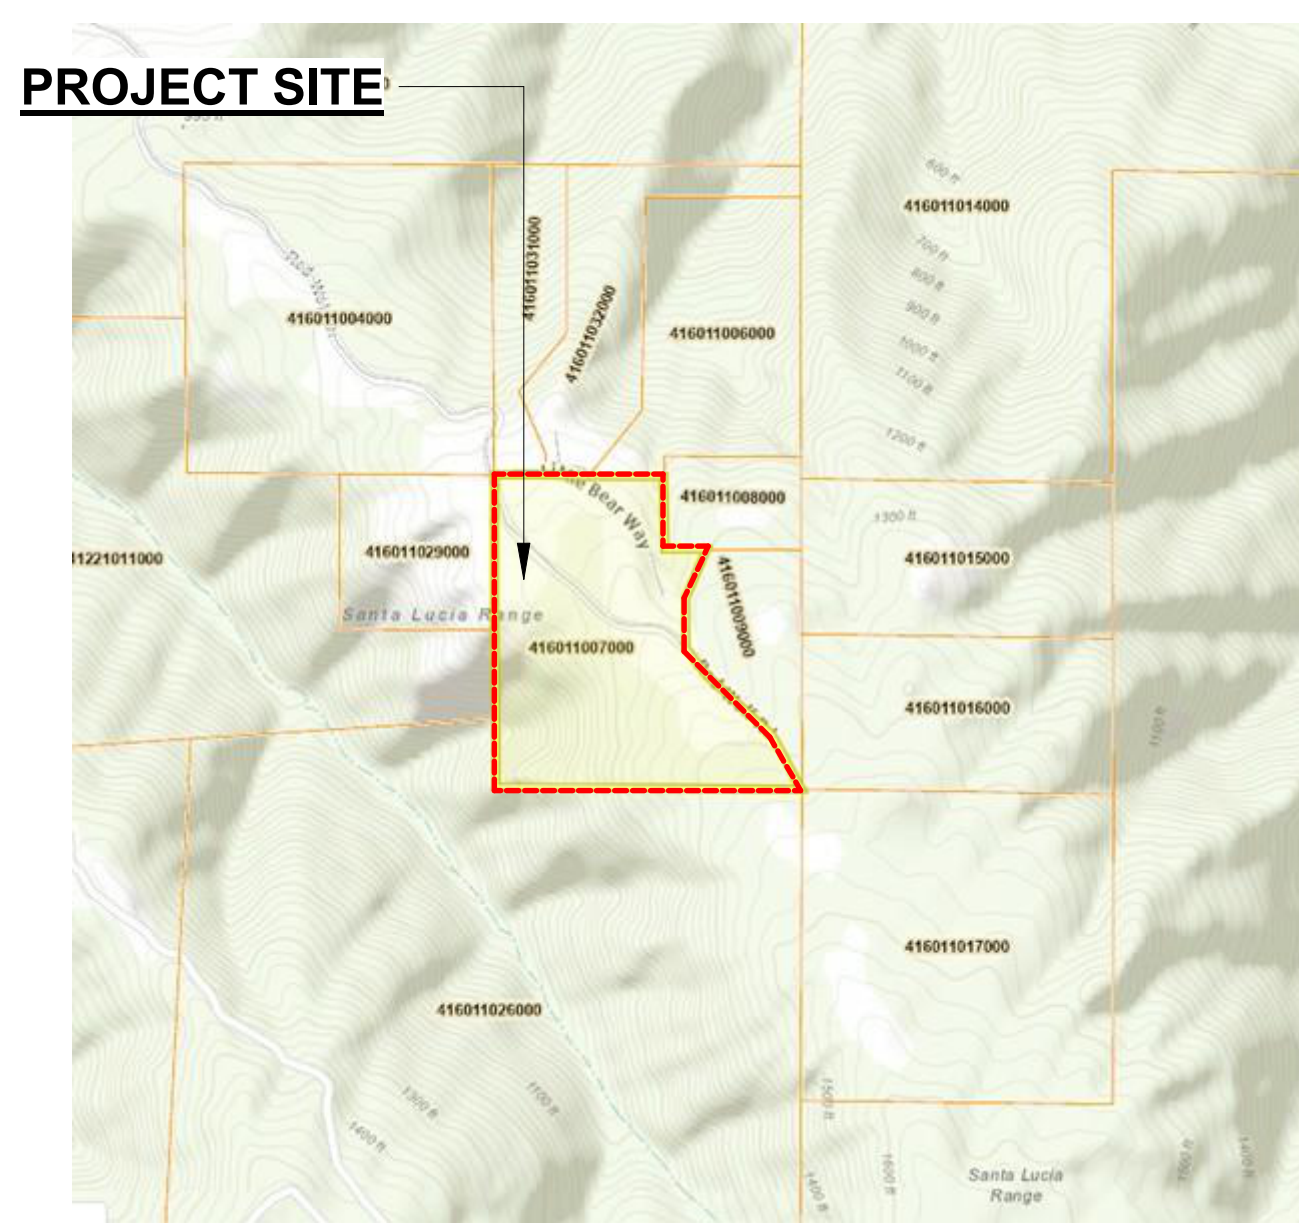 PROJECT SITE
600 ft
416011014000
416011031000
700 ft
800 ft
416011032000
900 ft
416011004000
416011006000
1000 ft
1100 ft
1200 ft
Little Bear Way
416011008000
1300 ft
416011029000
11221011000
416011015000
416011009000
Santa Lucia Range
416011007000
416011016000
1100 ft
416011017000
416011026000
1300 ft
1100 ft
1400 ft
1500 ft
1600 ft
1400 ft
1400 ft
Santa Lucia
Range